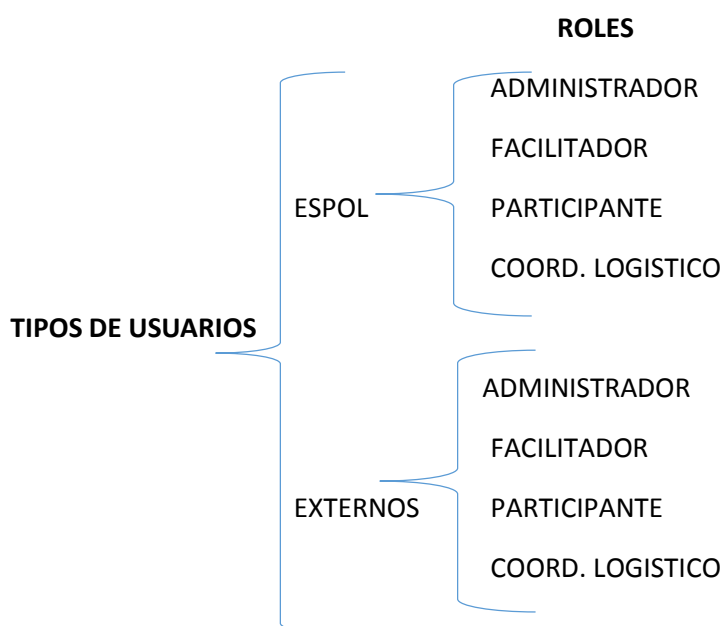 ROLES
ADMINISTRADOR
FACILITADOR
ESPOL
PARTICIPANTE
COORD. LOGISTICO
TIPOS DE USUARIOS
ADMINISTRADOR
FACILITADOR
EXTERNOS
PARTICIPANTE
COORD. LOGISTICO